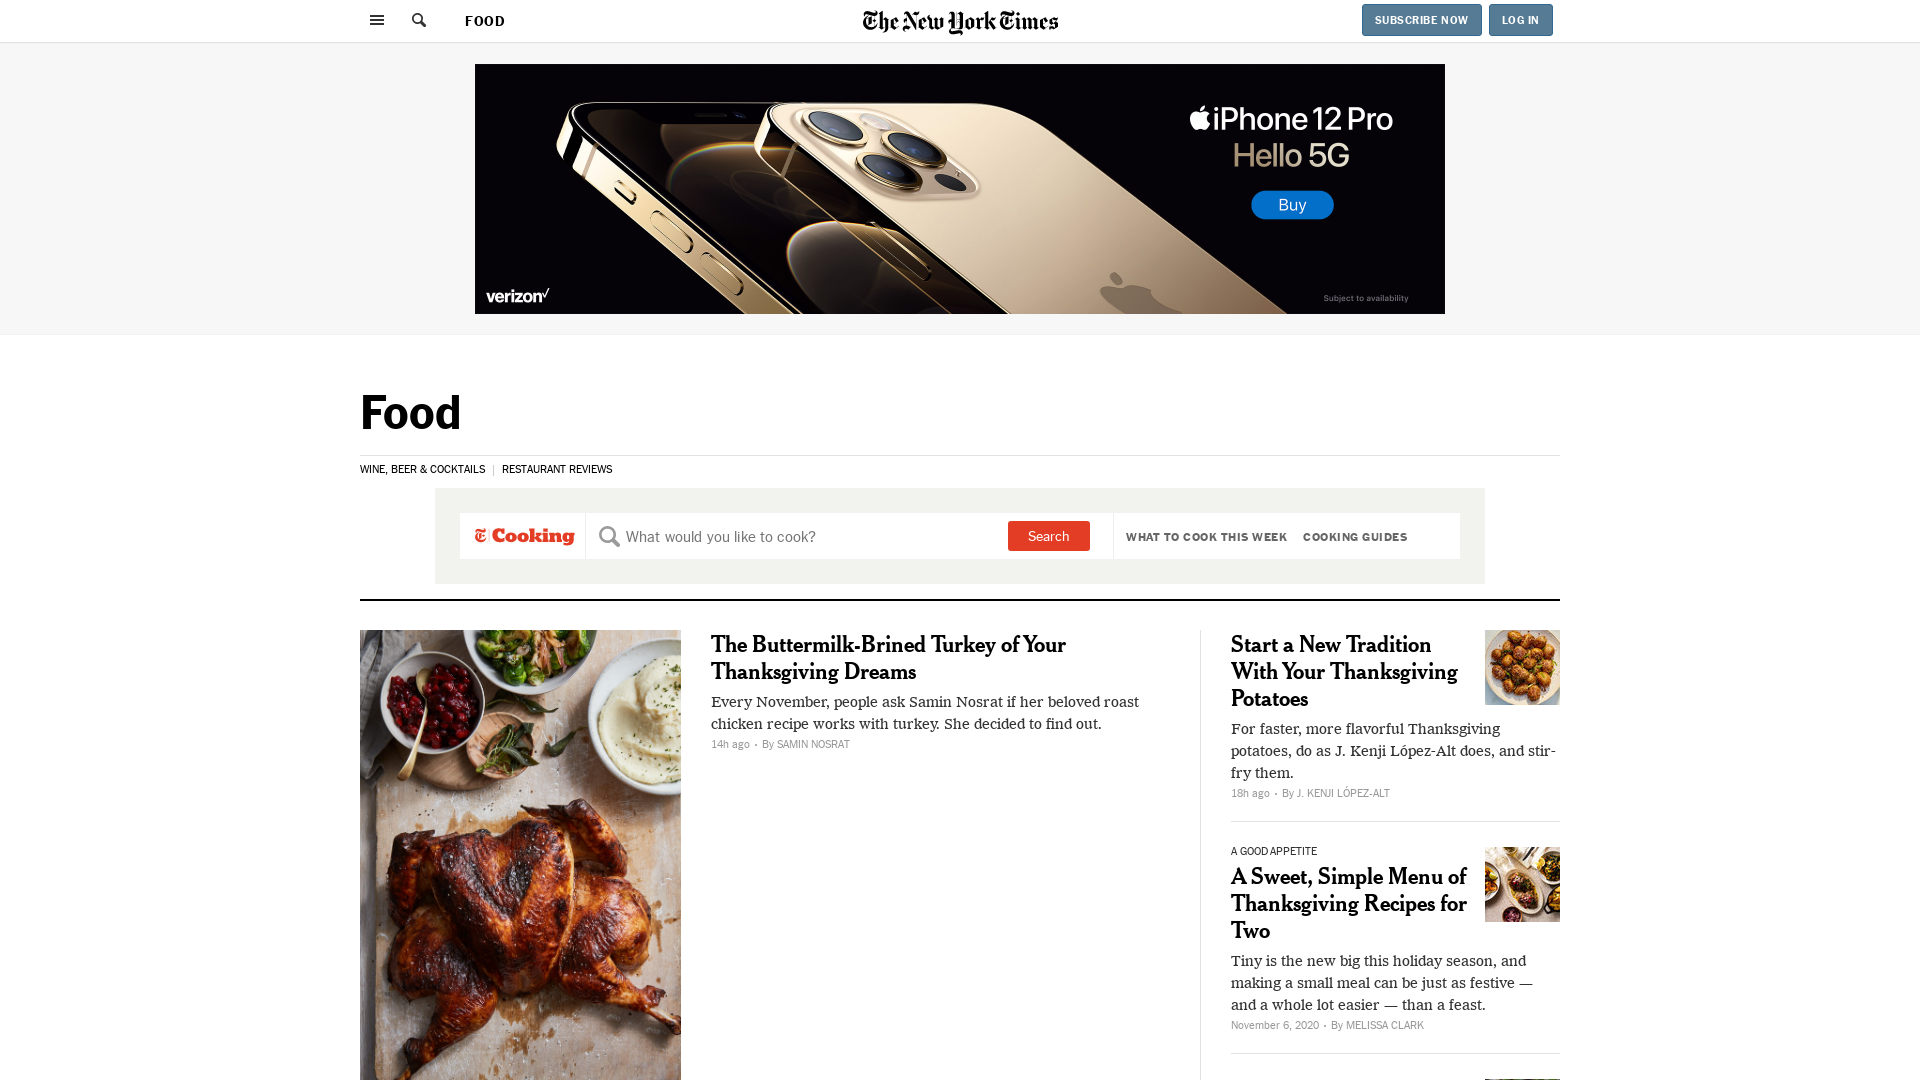 FOOD
The New York Times
SUBSCRIBE NOW
LOG IN
iPhone 12 Pro
Hello 5G
Buy
verizon✓
Subject to availability
Food
WINE, BEER & COCKTAILS | RESTAURANT REVIEWS
T Cooking
What would you like to cook?
Search
WHAT TO COOK THIS WEEK
COOKING GUIDES
The Buttermilk-Brined Turkey of Your
Thanksgiving Dreams
Every November, people ask Samin Nosrat if her beloved roast
chicken recipe works with turkey. She decided to find out.
14h ago • By SAMIN NOSRAT
Start a New Tradition
With Your Thanksgiving
Potatoes
For faster, more flavorful Thanksgiving
potatoes, do as J. Kenji López-Alt does, and stir-
fry them.
18h ago • By J. KENJI LÓPEZ-ALT
A GOOD APPETITE
A Sweet, Simple Menu of
Thanksgiving Recipes for
Two
Tiny is the new big this holiday season, and
making a small meal can be just as festive —
and a whole lot easier — than a feast.
November 6, 2020 • By MELISSA CLARK